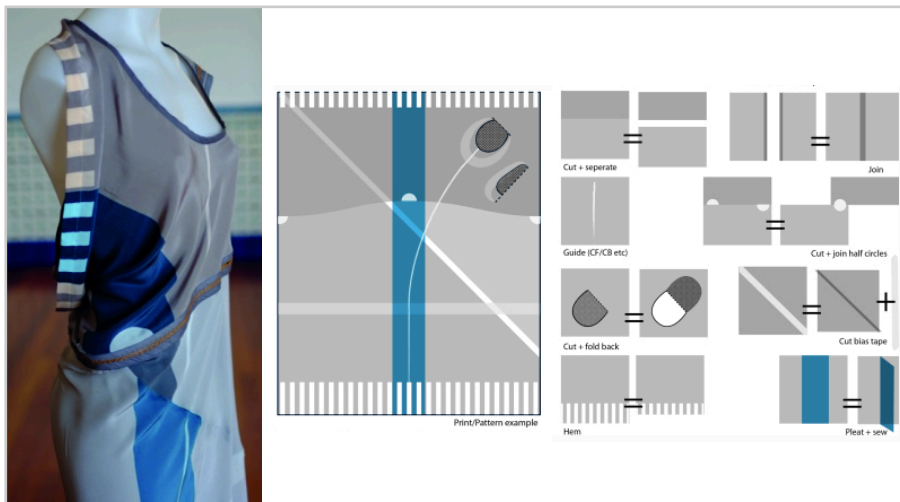 Cut + seperate
Join
Guide (CF/CB etc)
Cut + join half circles
Cut + fold back
Cut bias tape
Print/Pattern example
Hem
Pleat + sew